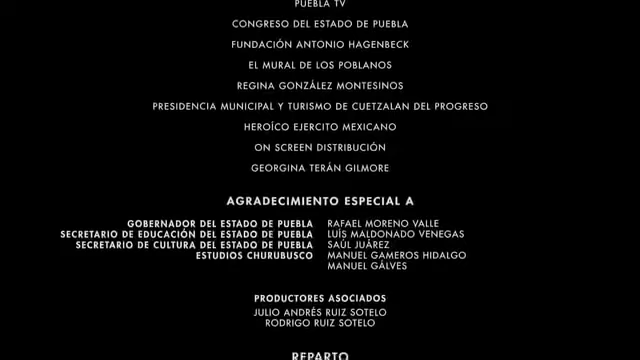 PUEBLA TV
CONGRESO DEL ESTADO DE PUEBLA
FUNDACIÓN ANTONIO HAGENBECK
EL MURAL DE LOS POBLANOS
REGINA GONZÁLEZ MONTESINOS
PRESIDENCIA MUNICIPAL Y TURISMO DE CUETZALAN DEL PROGRESO
HEROÍCO EJERCITO MEXICANO
ON SCREEN DISTRIBUCIÓN
GEORGINA TERÁN GILMORE
AGRADECIMIENTO ESPECIAL A
GOBERNADOR DEL ESTADO DE PUEBLA RAFAEL MORENO VALLE
SECRETARIO DE EDUCACIÓN DEL ESTADO DE PUEBLA LUÍS MALDONADO VENEGAS
SECRETARIO DE CULTURA DEL ESTADO DE PUEBLA SAÚL JUÁREZ
ESTUDIOS CHURUBUSCO MANUEL GAMEROS HIDALGO
MANUEL GÁLVES
PRODUCTORES ASOCIADOS
JULIO ANDRÉS RUIZ SOTELO
RODRIGO RUIZ SOTELO
REPARTO